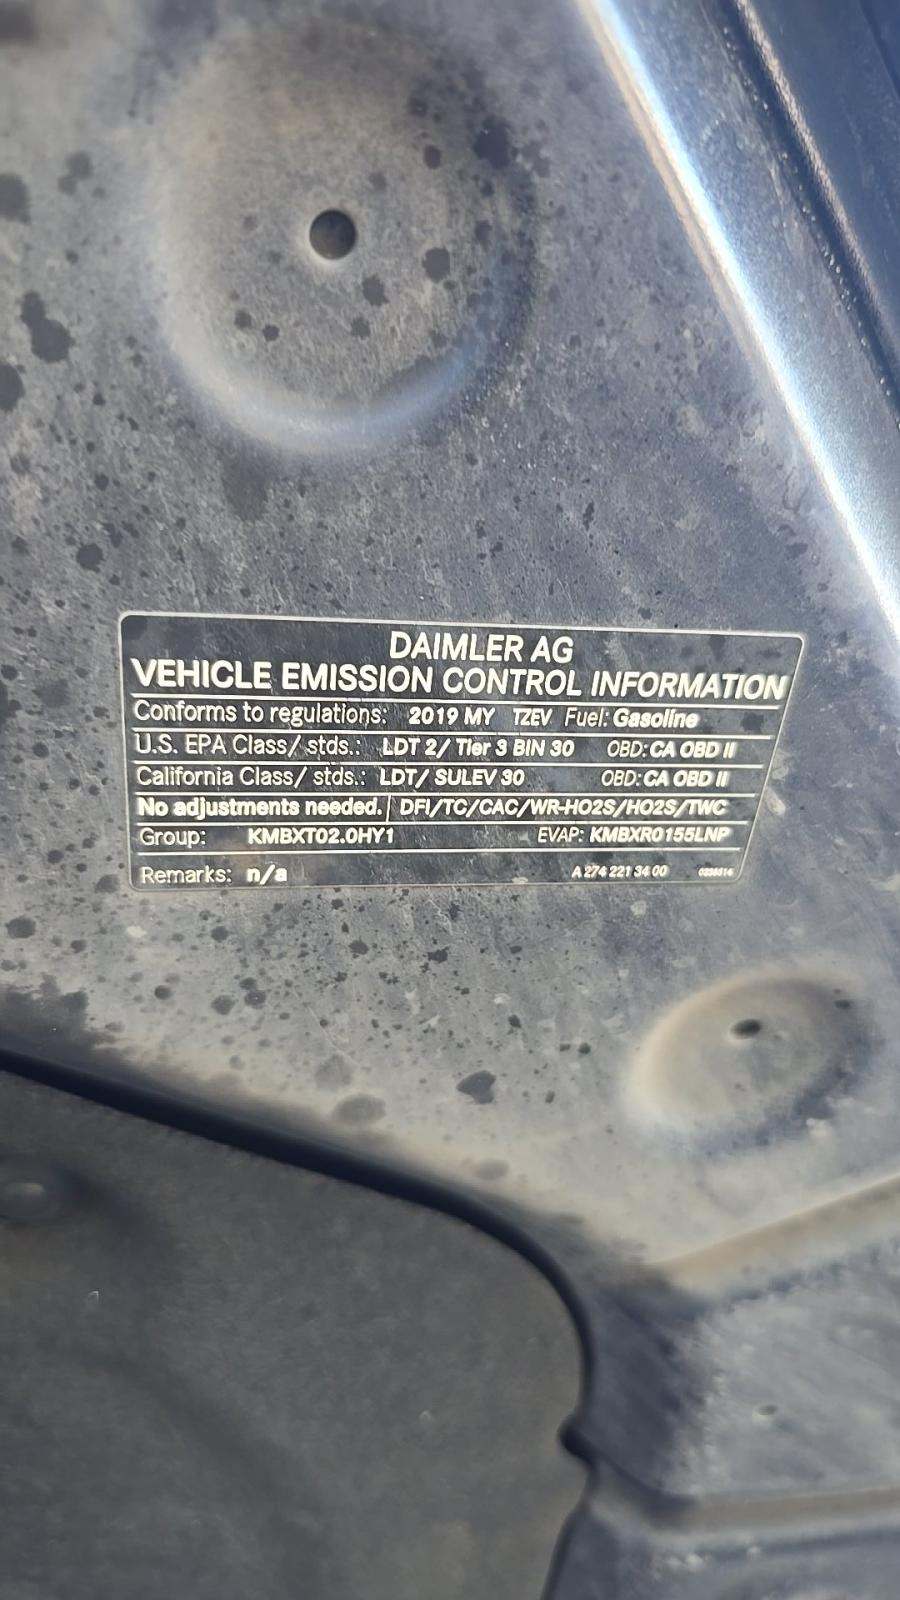 DAIMLER AG
VEHICLE EMISSION CONTROL INFORMATION
Conforms to regulations: 2019 MY TZEV Fuel: Gasoline
U.S. EPA Class/ stds.: LDT 2/ Tier 3 BIN 30 OBD: CA OBD II
California Class/ stds.: LDT/ SULEV 30 OBD: CA OBD II
No adjustments needed. DFI/TC/CAC/WR-HO2S/HO2S/TWC
Group: KMBXT02.0HY1 EVAP: KMBXR0155LNP
Remarks: n/a A 274 221 34 00